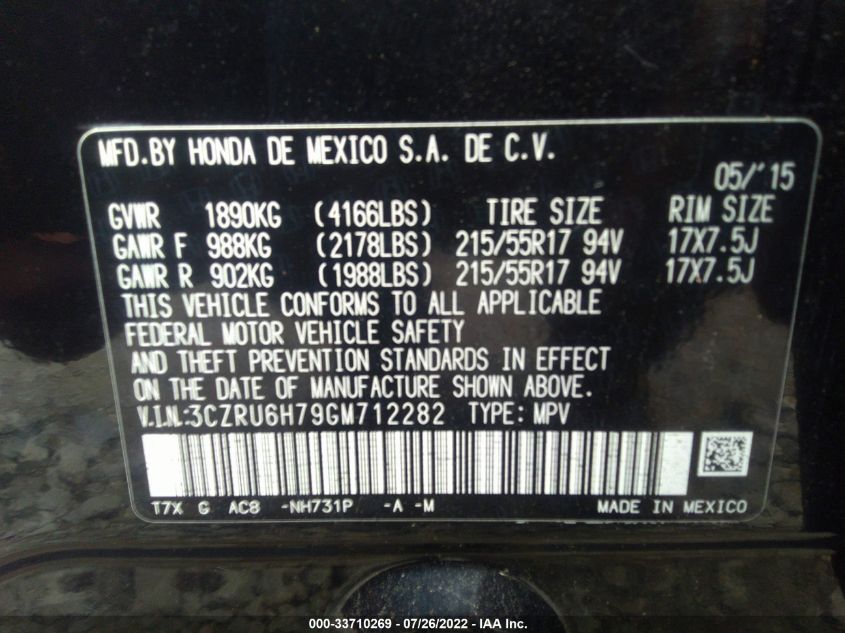 MFD.BY HONDA DE MEXICO S.A. DE C.V.
05/'15
GVWR 1890KG (4166LBS) TIRE SIZE RIM SIZE
GAWR F 988KG (2178LBS) 215/55R17 94V 17X7.5J
GAWR R 902KG (1988LBS) 215/55R17 94V 17X7.5J
THIS VEHICLE CONFORMS TO ALL APPLICABLE
FEDERAL MOTOR VEHICLE SAFETY
AND THEFT PREVENTION STANDARDS IN EFFECT
ON THE DATE OF MANUFACTURE SHOWN ABOVE.
V.I.N.:3CZRU6H79GM712282 TYPE: MPV
T7X G AC8 -NH731P -A -M MADE IN MEXICO
000-33710269 - 07/26/2022 - IAA Inc.